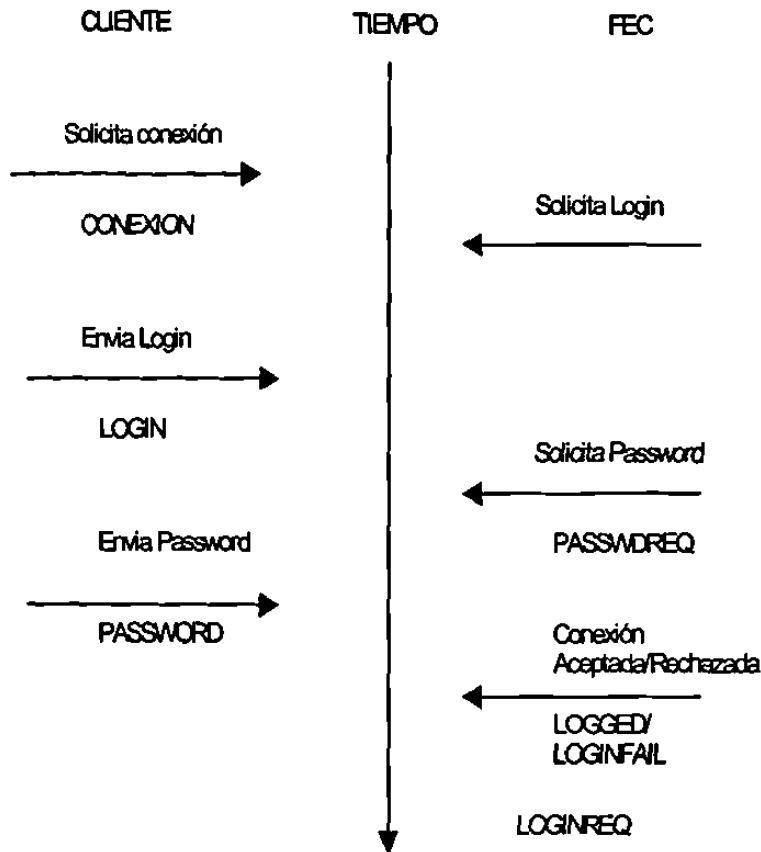 CLIENTE TIEMPO FEC
Solicita conexión
CONEXION
Solicita Login
Envia Login
LOGIN
Solicita Password
PASSWDREQ
Envia Password
PASSWORD
Conexión
Aceptada/Rechazada
LOGGED/
LOGINFAIL
LOGINREQ